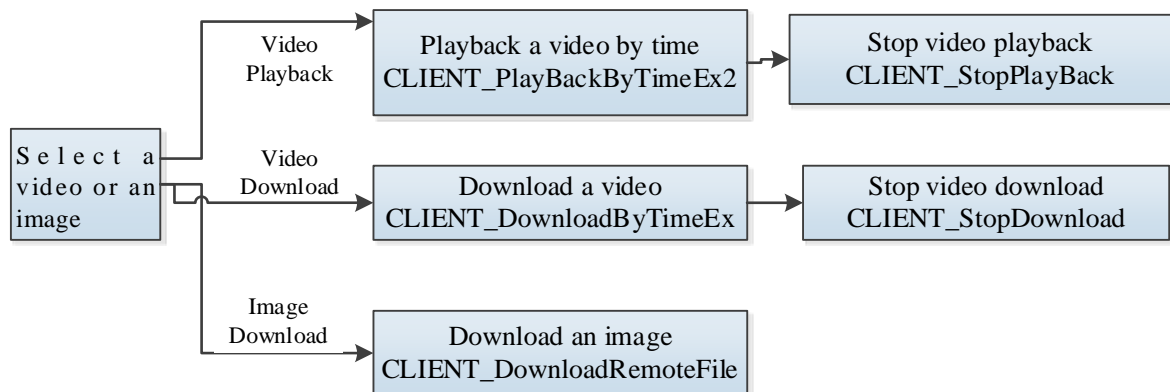 Select a
video or an
image
Video
Playback
Playback a video by time
CLIENT_PlayBackByTimeEx2
Stop video playback
CLIENT_StopPlayBack
Video
Download
Download a video
CLIENT_DownloadByTimeEx
Stop video download
CLIENT_StopDownload
Image
Download
Download an image
CLIENT_DownloadRemoteFile